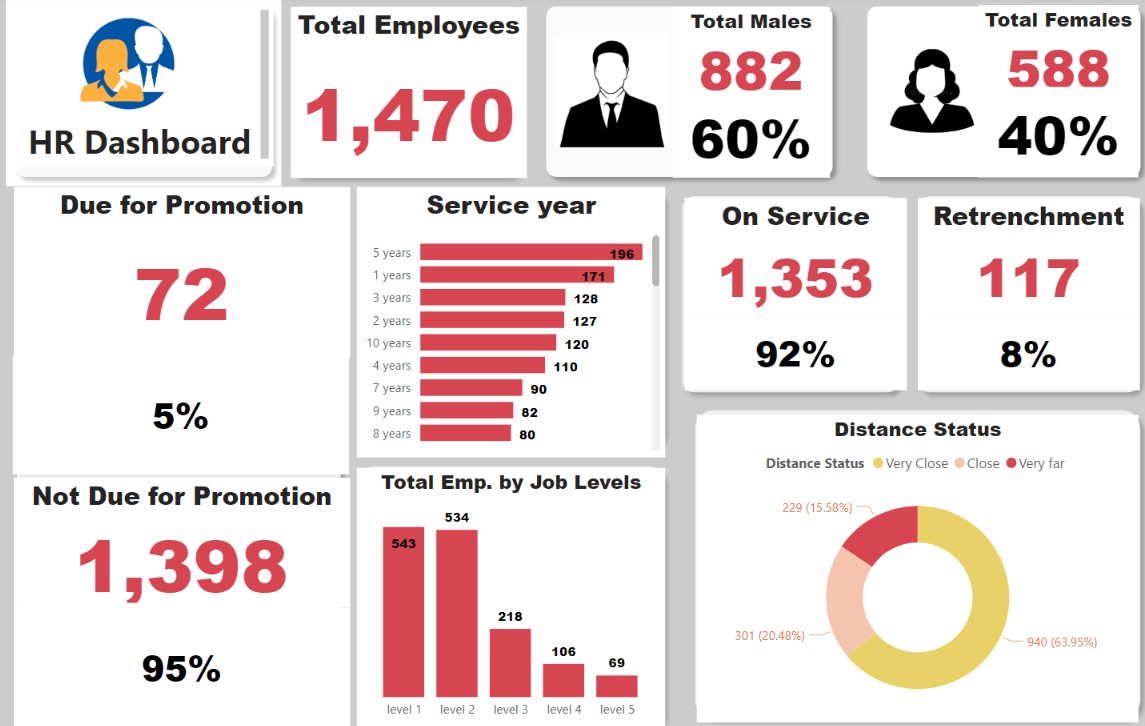 HR Dashboard
Total Employees
1,470
Total Males
882
60%
Total Females
588
40%
Due for Promotion
72
5%
Service year
5 years 196
1 years 171
3 years 128
2 years 127
10 years 120
4 years 110
7 years 90
9 years 82
8 years 80
On Service
1,353
92%
Retrenchment
117
8%
Not Due for Promotion
1,398
95%
Total Emp. by Job Levels
543
534
218
106
69
level 1 level 2 level 3 level 4 level 5
Distance Status
Distance Status Very Close Close Very far
229 (15.58%)
301 (20.48%)
940 (63.95%)